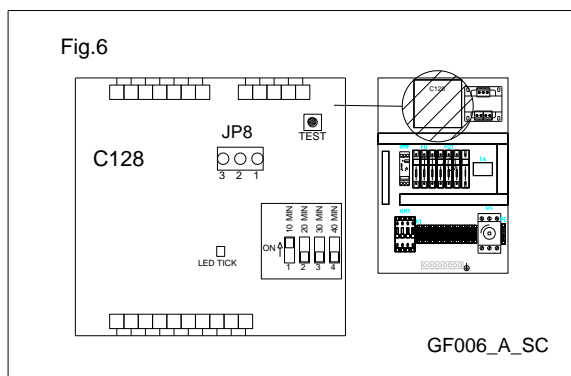 Fig.6
C128
JP8
3 2 1
TEST
LED TICK
ON
10 MIN
20 MIN
30 MIN
40 MIN
1 2 3 4
C128
GF006_A_SC